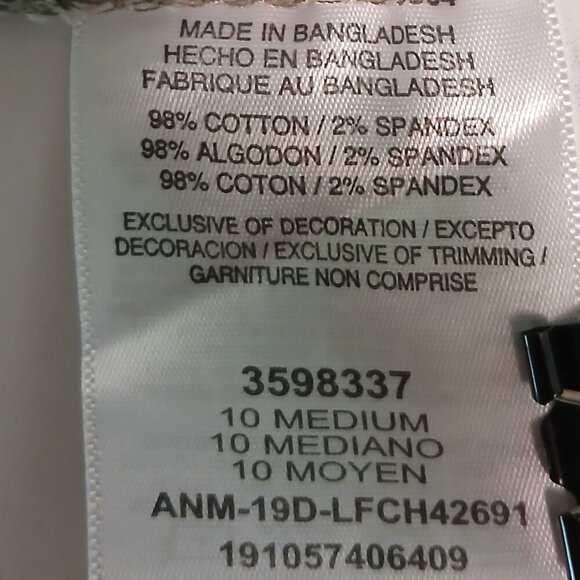 MADE IN BANGLADESH
HECHO EN BANGLADESH
FABRIQUE AU BANGLADESH
98% COTTON / 2% SPANDEX
98% ALGODON / 2% SPANDEX
98% COTON / 2% SPANDEX
EXCLUSIVE OF DECORATION / EXCEPTO
DECORACION / EXCLUSIVE OF TRIMMING /
GARNITURE NON COMPRISE
3598337
10 MEDIUM
10 MEDIANO
10 MOYEN
ANM-19D-LFCH42691
191057406409